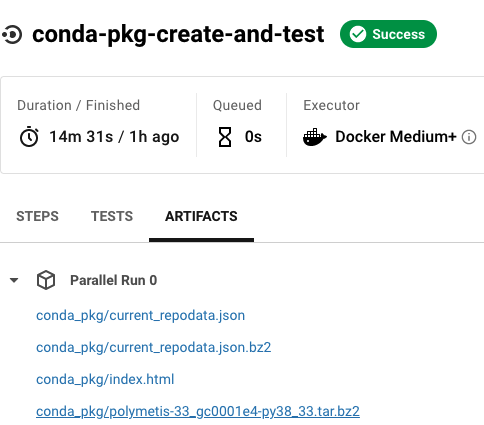 conda-pkg-create-and-test Success
Duration / Finished Queued Executor
14m 31s / 1h ago 0s Docker Medium+
STEPS TESTS ARTIFACTS
Parallel Run 0
conda_pkg/current_repodata.json
conda_pkg/current_repodata.json.bz2
conda_pkg/index.html
conda_pkg/polymetis-33_gc0001e4-py38_33.tar.bz2